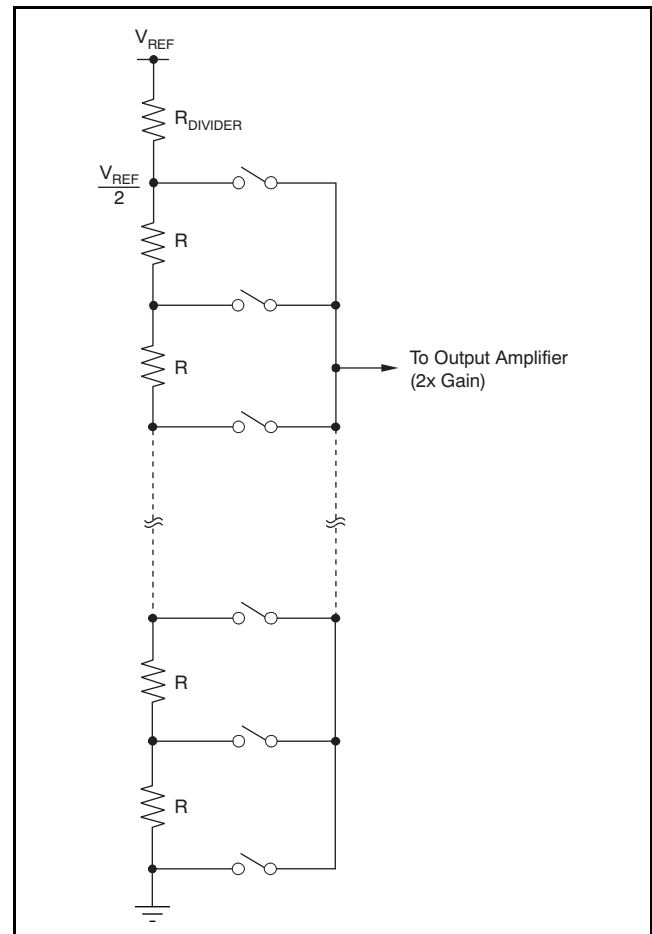 VREF
RDIVIDER
VREF
2
R
R
To Output Amplifier
(2x Gain)
R
R